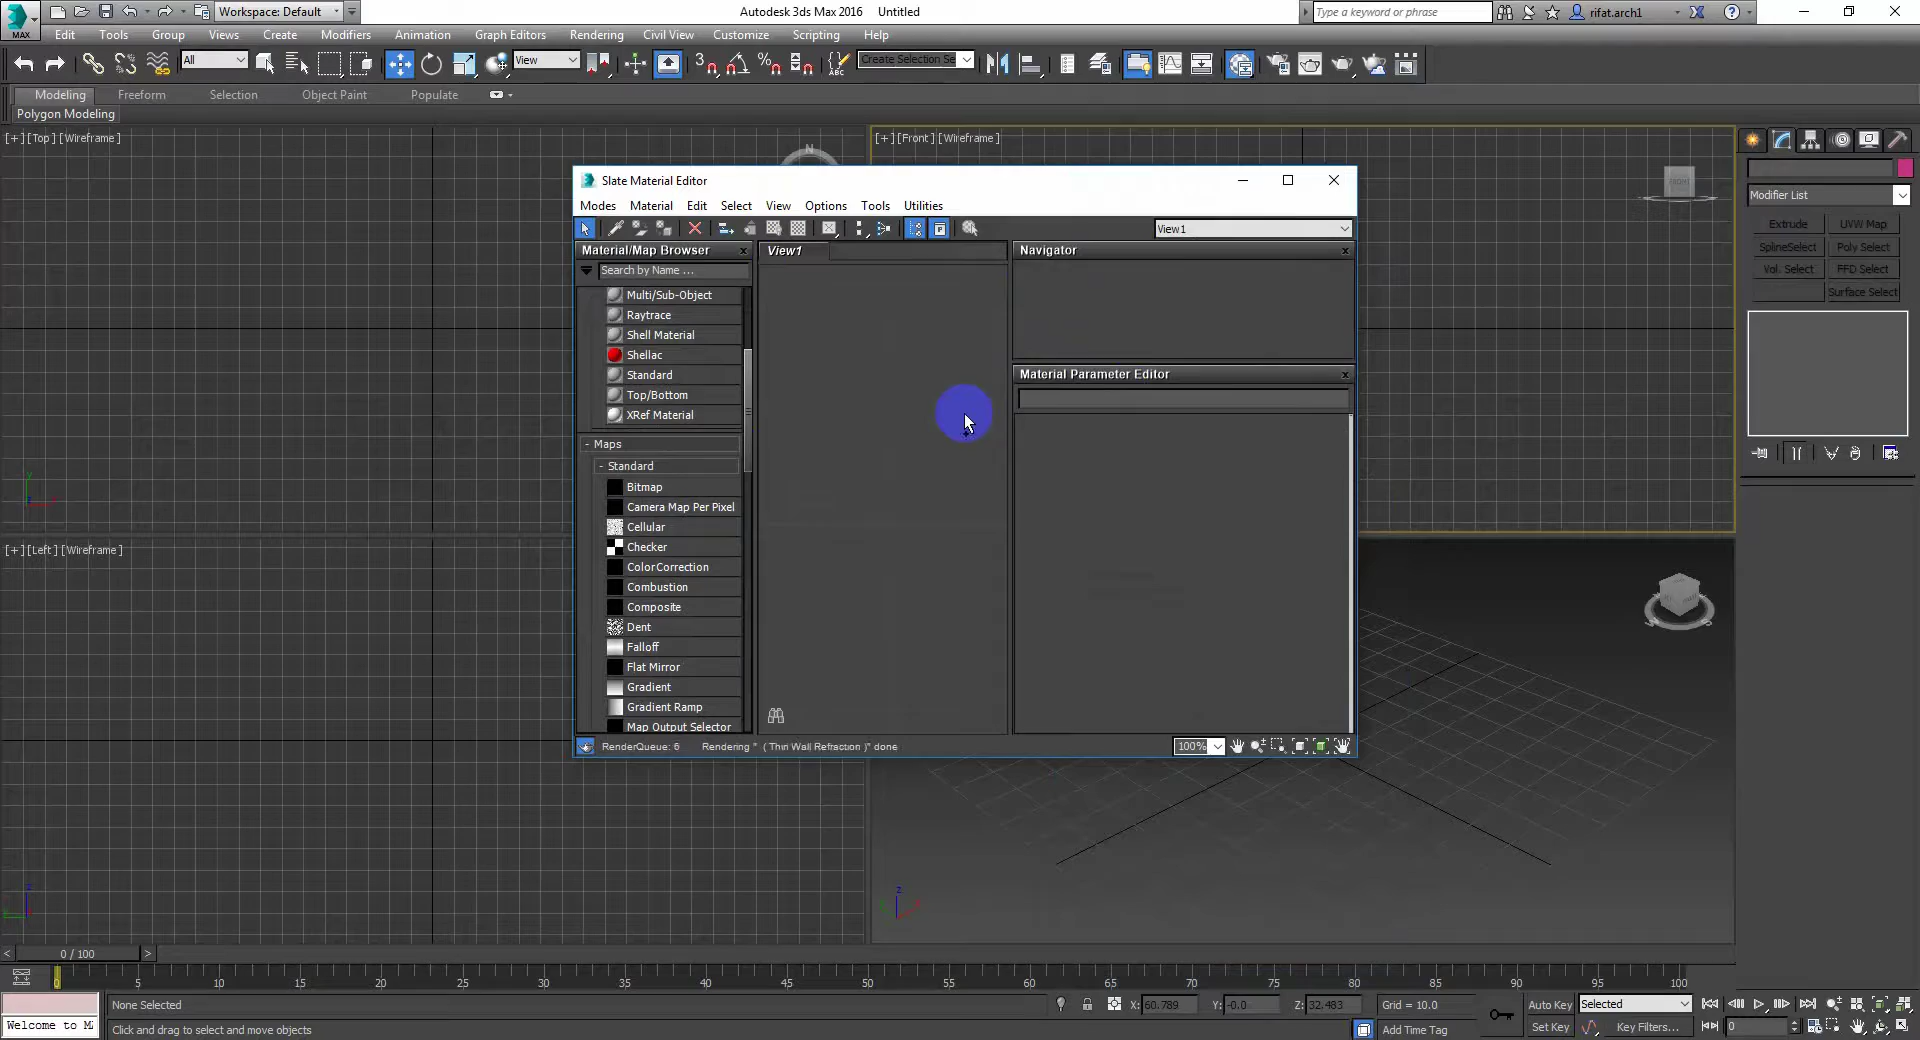 Workspace: Default
Autodesk 3ds Max 2016 Untitled
Type a keyword or phrase
rifat.arch1
MAX
Edit Tools Group Views Create Modifiers Animation Graph Editors Rendering Civil View Customize Scripting Help
All
View
Create Selection Se
Modeling Freeform Selection Object Paint Populate
Polygon Modeling
[+] [Top] [Wireframe]
[+] [Front] [Wireframe]
N
FRONT
Slate Material Editor
Modes Material Edit Select View Options Tools Utilities
View1
Material/Map Browser
View1
Navigator
Search by Name ...
Multi/Sub-Object
Raytrace
Shell Material
Shellac
Standard
Top/Bottom
XRef Material
- Maps
- Standard
Bitmap
Camera Map Per Pixel
Cellular
Checker
ColorCorrection
Combustion
Composite
Dent
Falloff
Flat Mirror
Gradient
Gradient Ramp
Map Output Selector
Material Parameter Editor
RenderQueue: 6 Rendering " ( Thin Wall Refraction )" done
100%
Modifier List
Extrude UVW Map
SplineSelect Poly Select
Vol. Select FFD Select
Surface Select
[+] [Left] [Wireframe]
0 / 100
0 5 10 15 20 25 30 35 40 45 50 55 60 65 70 75 80 85 90 95 100
None Selected
X: 60.789 Y: -0.0 Z: 32.483 Grid = 10.0
Auto Key Selected
Welcome to M
Click and drag to select and move objects
Add Time Tag
Set Key Key Filters... 0